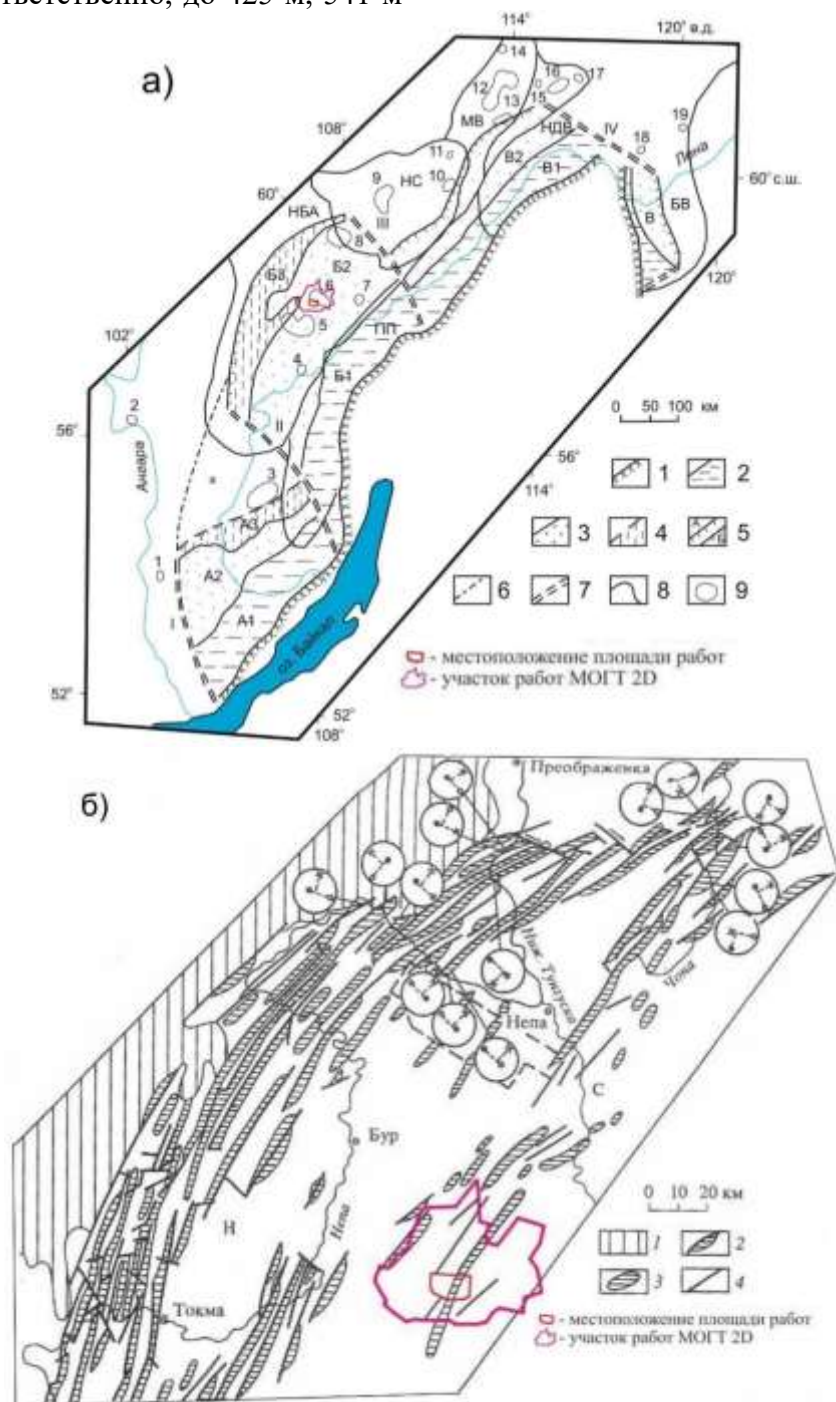 тветственно, до 425 м, 541 м
а)
114°
120° в.д.
14
12
16
17
13
15
МВ
НДВ
IV
19
108°
18
Лена
11
В2
В1
60°
9
НС
10
60° с.ш.
НБА
III
В
БВ
8
Б3
Б2
120°
6
7
5
ПП
102°
4
Б1
2
0 50 100 км
56°
II
Ангара
56°
1
2
114°
3
3
4
5
А3
1
А2
6
7
8
9
I
А1
оз. Байкал
- местоположение площади работ
- участок работ МОГТ 2D
52°
52°
108°
б)
Преображенка
Ниж. Тунгуска
Чона
Непа
С
Бур
0 10 20 км
Н
Непа
1
2
3
4
Токма
- местоположение площади работ
- участок работ МОГТ 2D